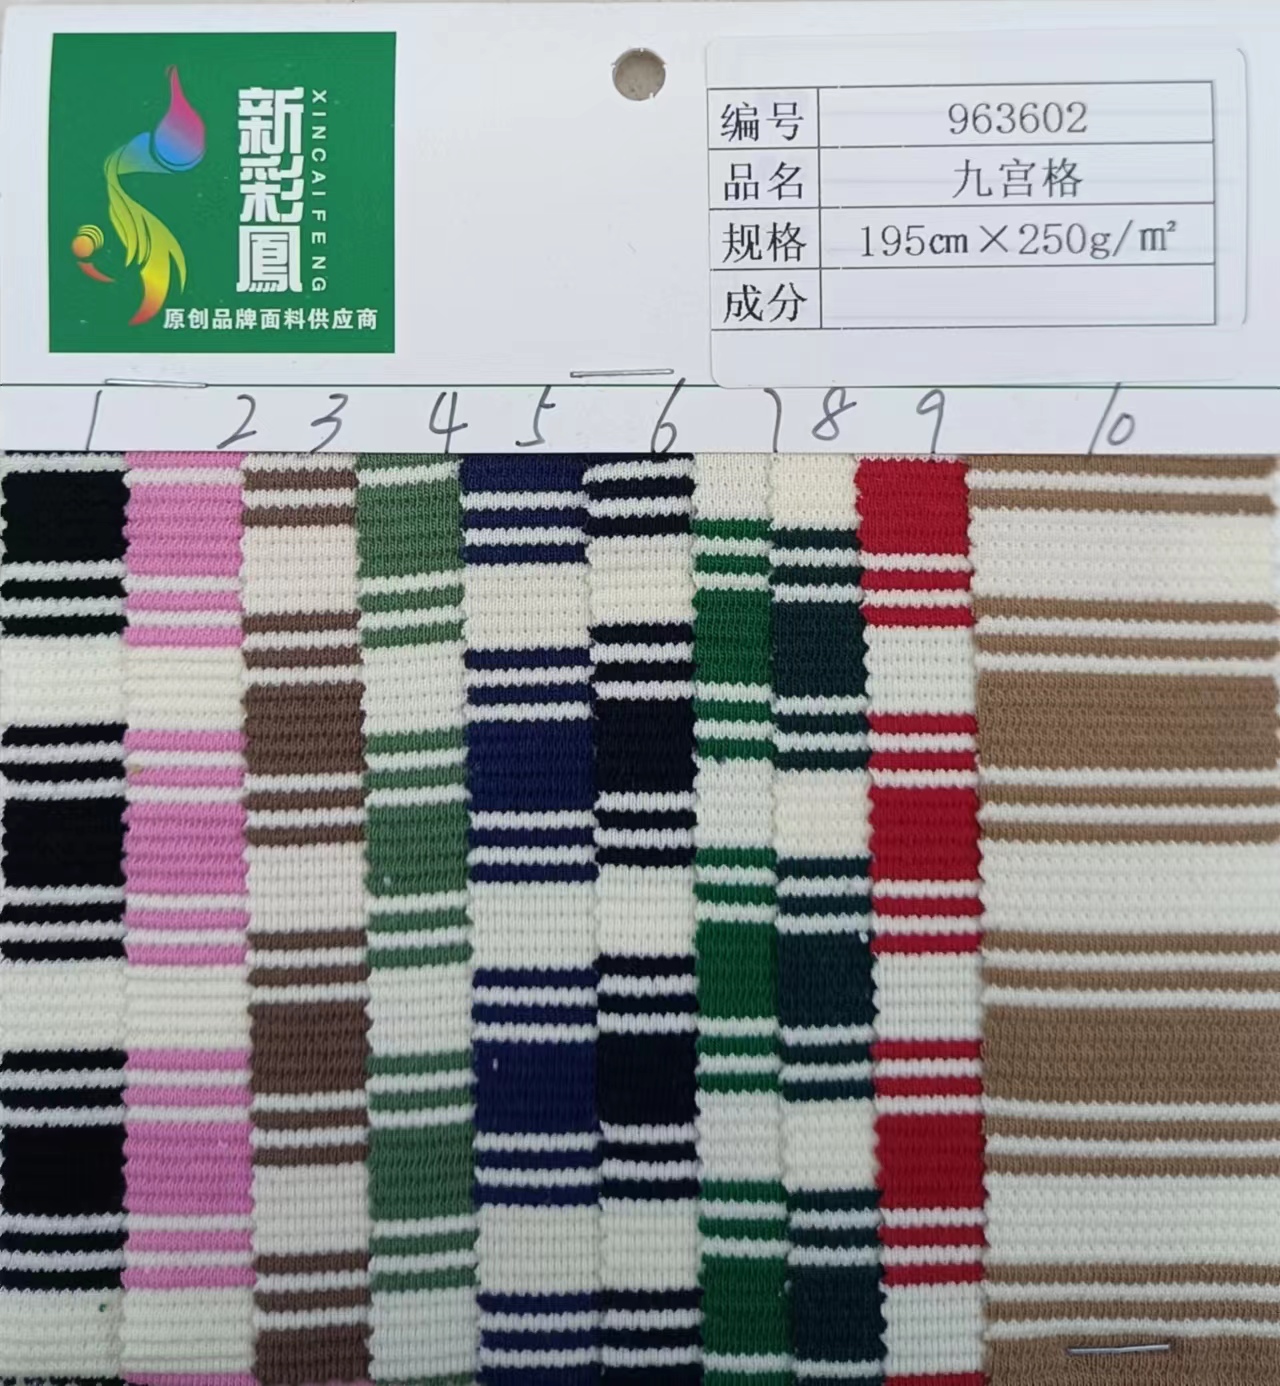 新彩鳳
XINCAIFENG
原创品牌面料供应商
编号 963602
品名 九宫格
规格 195cm×250g/m²
成分
1 2 3 4 5 6 7 8 9 10